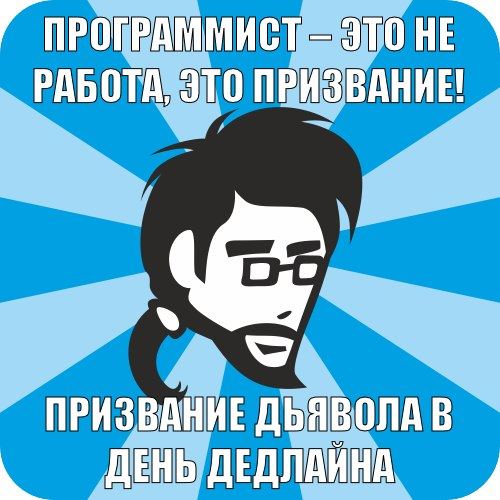 ПРОГРАММИСТ – ЭТО НЕ
РАБОТА, ЭТО ПРИЗВАНИЕ!
ПРИЗВАНИЕ ДЬЯВОЛА В
ДЕНЬ ДЕДЛАЙНА